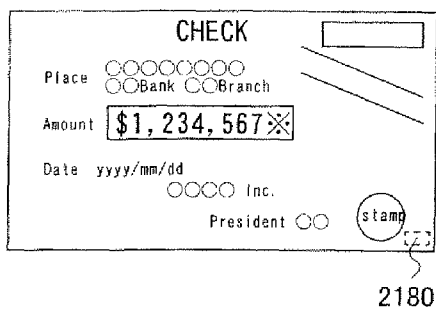 CHECK
Place ○○○○○○○○
○○Bank ○○Branch
Amount $1,234,567※
Date yyyy/mm/dd
○○○○ Inc.
President ○○
stamp
2180